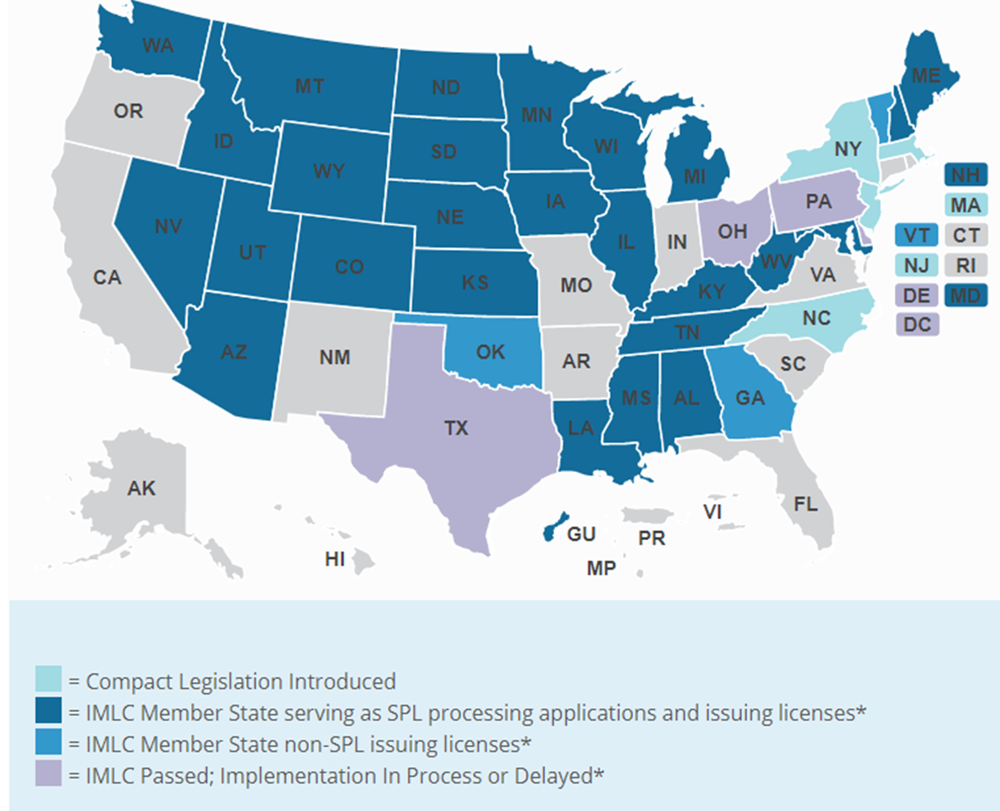 WA
MT
ND
MN
ME
OR
ID
SD
WI
NY
WY
MI
NH
IA
PA
MA
NV
NE
OH
UT
IL
IN
VT
CT
CO
WV
NJ
RI
CA
KS
MO
KY
VA
DE
MD
NC
DC
TN
AZ
NM
OK
AR
SC
MS
AL
GA
TX
LA
AK
FL
GU
VI
PR
HI
MP
= Compact Legislation Introduced
= IMLC Member State serving as SPL processing applications and issuing licenses*
= IMLC Member State non-SPL issuing licenses*
= IMLC Passed; Implementation In Process or Delayed*